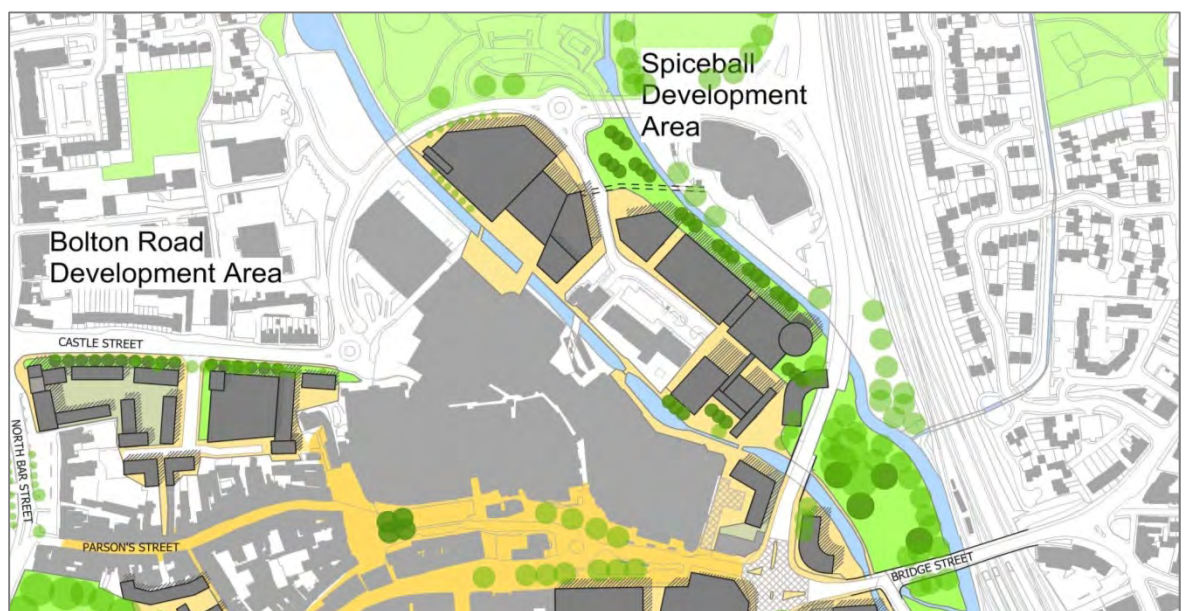 Spiceball
Development
Area
Bolton Road
Development Area
CASTLE STREET
NORTH BAR STREET
PARSON'S STREET
BRIDGE STREET